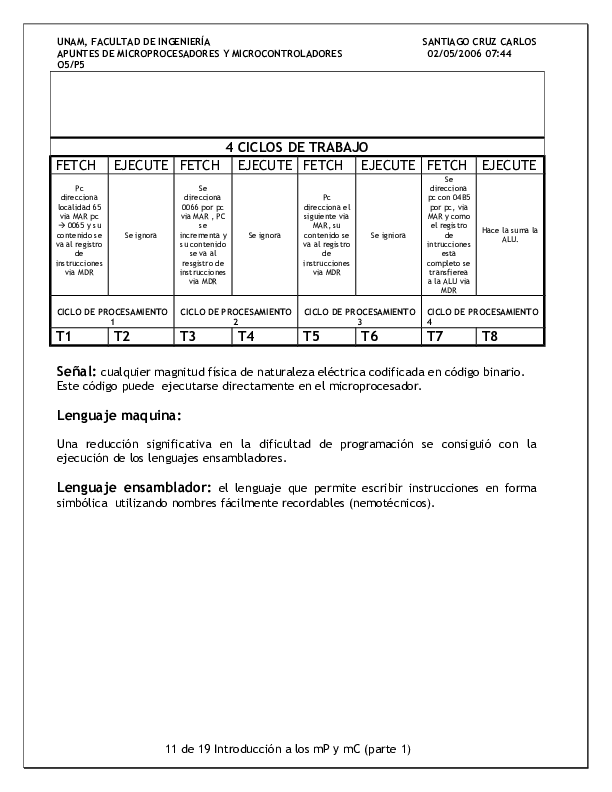 UNAM, FACULTAD DE INGENIERÍA SANTIAGO CRUZ CARLOS
APUNTES DE MICROPROCESADORES Y MICROCONTROLADORES 02/05/2006 07:44
O5/P5
4 CICLOS DE TRABAJO
FETCH EJECUTE FETCH EJECUTE FETCH EJECUTE FETCH EJECUTE
Pc
direcciona
localidad 65
via MAR pc
→ 0065 y su
contenido se
va al registro
de
instrucciones
via MDR
Se ignora
Se
direcciona
0066 por pc
via MAR , PC
se
incrementa y
su contenido
se va al
resgistro de
instrucciones
via MDR
Se ignora
Pc
direcciona el
siguiente via
MAR, su
contenido se
va al registro
de
instrucciones
via MDR
Se igniora
Se
direcciona
pc con 04B5
por pc, via
MAR y como
el registro
de
intrucciones
está
completo se
transfierea
a la ALU via
MDR
Hace la suma la
ALU.
CICLO DE PROCESAMIENTO
1
CICLO DE PROCESAMIENTO
2
CICLO DE PROCESAMIENTO
3
CICLO DE PROCESAMIENTO
4
T1 T2 T3 T4 T5 T6 T7 T8
Señal: cualquier magnitud física de naturaleza eléctrica codificada en código binario.
Este código puede ejecutarse directamente en el microprocesador.
Lenguaje maquina:
Una reducción significativa en la dificultad de programación se consiguió con la
ejecución de los lenguajes ensambladores.
Lenguaje ensamblador: el lenguaje que permite escribir instrucciones en forma
simbólica utilizando nombres fácilmente recordables (nemotécnicos).
11 de 19 Introducción a los mP y mC (parte 1)